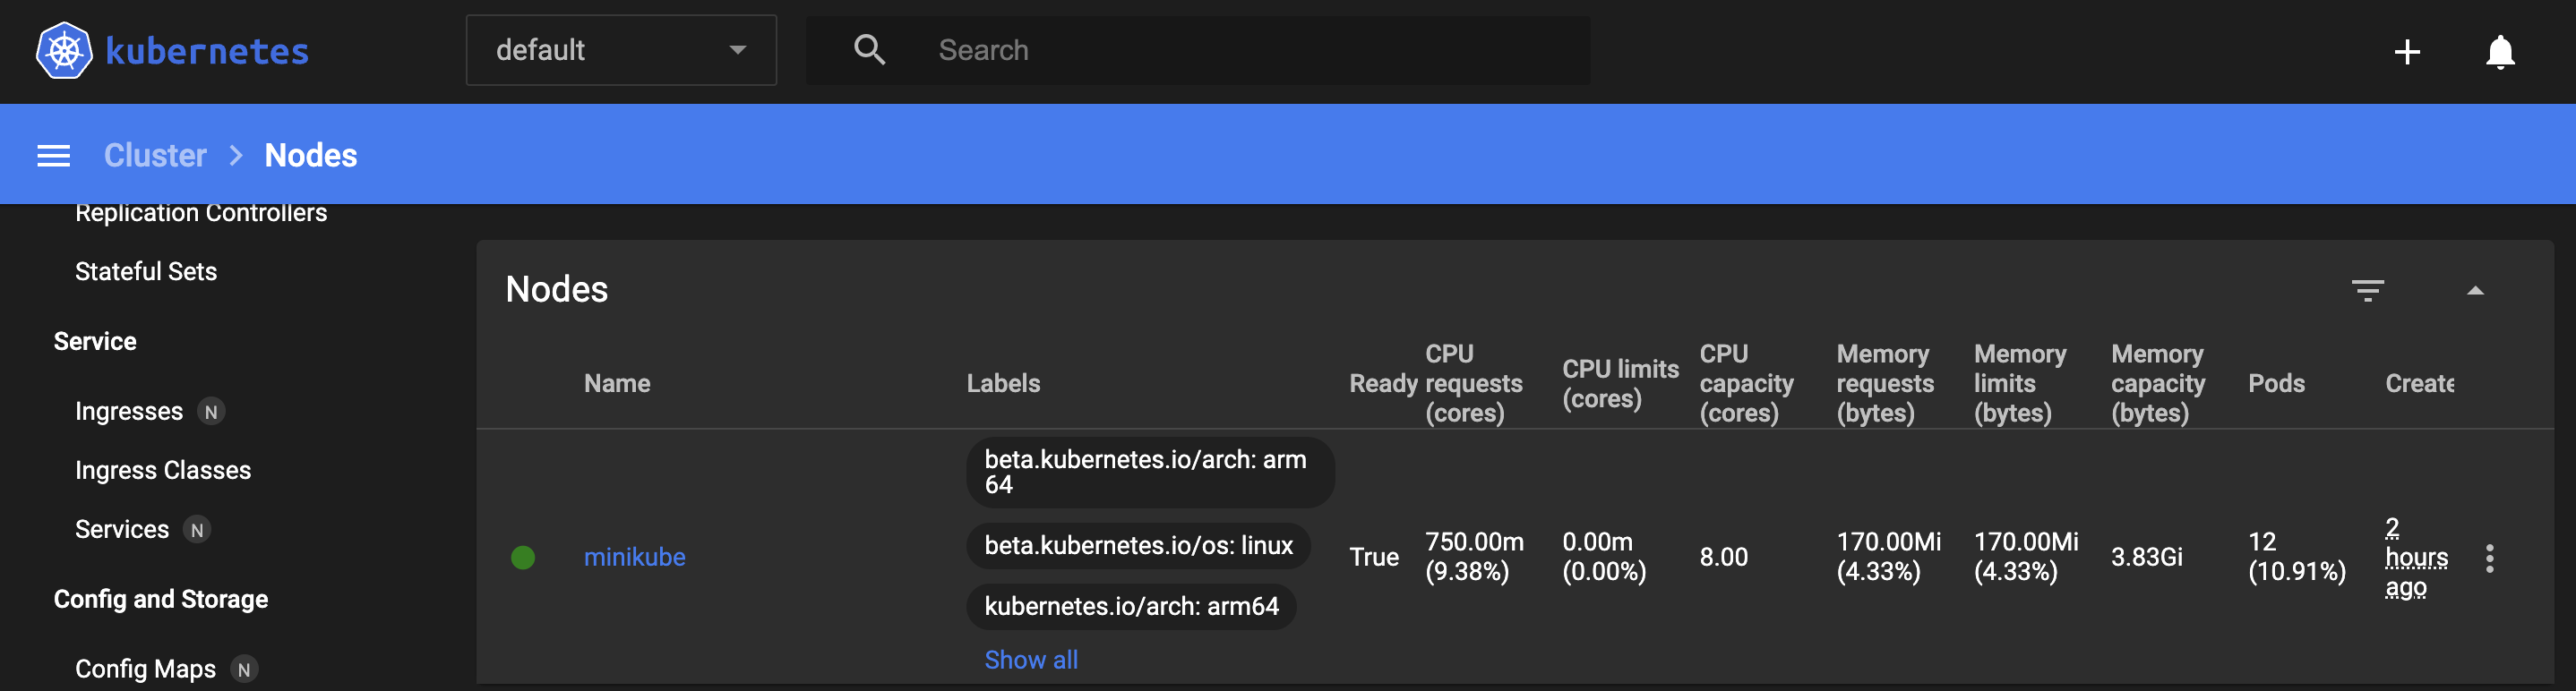 kubernetes
default
Search
Cluster > Nodes
Replication Controllers
Stateful Sets
Service
Ingresses N
Ingress Classes
Services N
Config and Storage
Config Maps N
Nodes
Name
Labels
Ready
CPU
requests
(cores)
CPU limits
(cores)
CPU
capacity
(cores)
Memory
requests
(bytes)
Memory
limits
(bytes)
Memory
capacity
(bytes)
Pods
Create
minikube
beta.kubernetes.io/arch: arm
64
beta.kubernetes.io/os: linux
kubernetes.io/arch: arm64
Show all
True
750.00m
(9.38%)
0.00m
(0.00%)
8.00
170.00Mi
(4.33%)
170.00Mi
(4.33%)
3.83Gi
12
(10.91%)
2
hours
ago